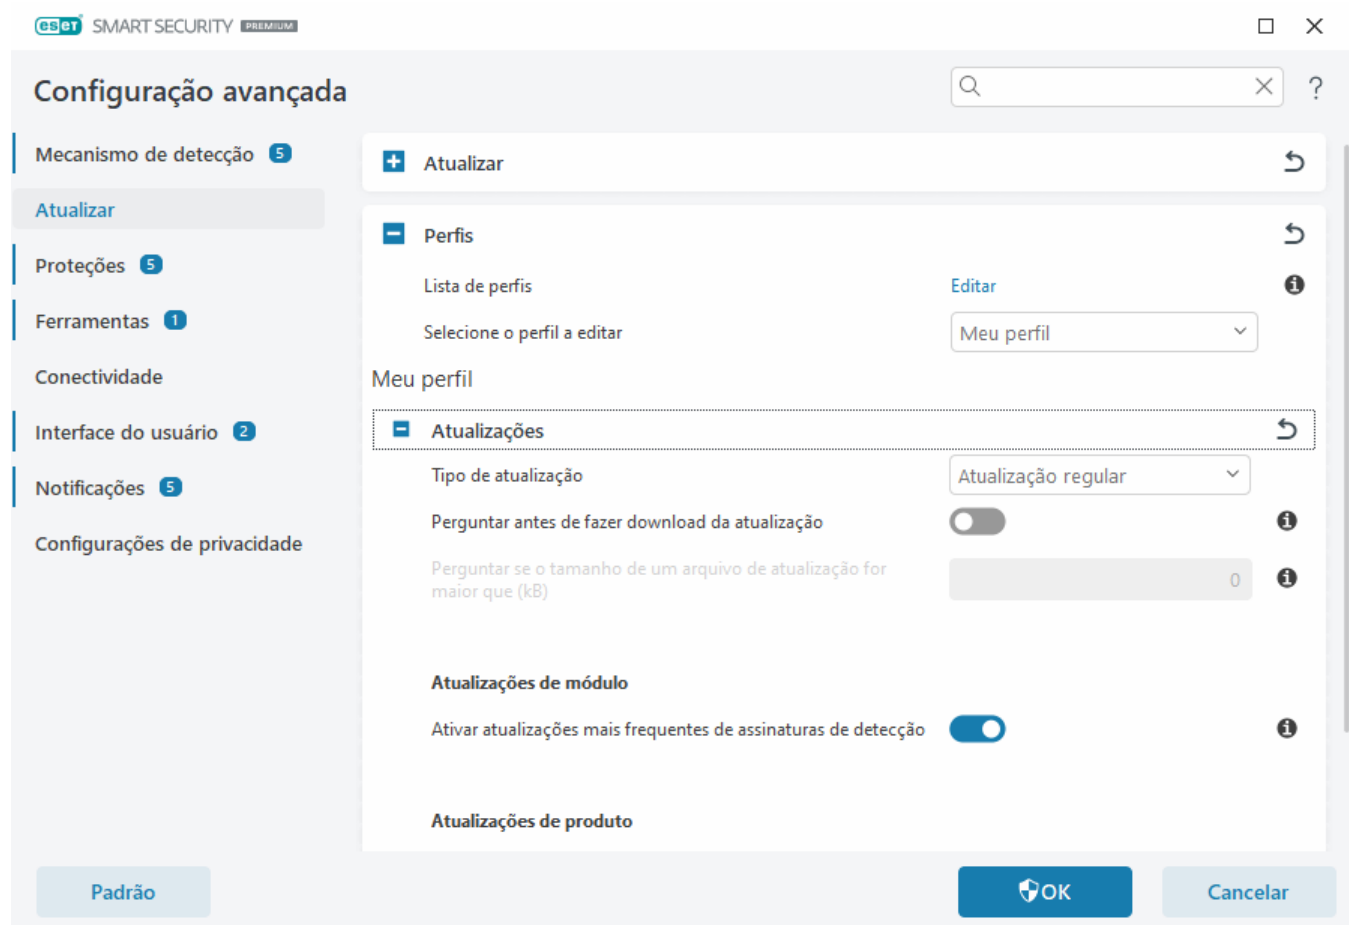 eset SMART SECURITY PREMIUM
Configuração avançada
?
Mecanismo de detecção 5
Atualizar
Proteções 5
Ferramentas 1
Conectividade
Interface do usuário 2
Notificações 5
Configurações de privacidade
Atualizar
Perfis
Lista de perfis Editar
Selecione o perfil a editar Meu perfil
Meu perfil
Atualizações
Tipo de atualização Atualização regular
Perguntar antes de fazer download da atualização
Perguntar se o tamanho de um arquivo de atualização for
maior que (kB) 0
Atualizações de módulo
Ativar atualizações mais frequentes de assinaturas de detecção
Atualizações de produto
Padrão OK Cancelar